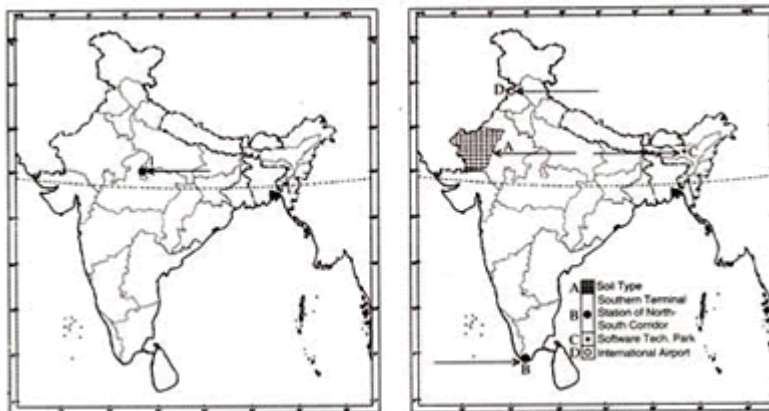 D
A
C
A Soil Type
Southern Terminal
B Station of North-
South Corridor
C Software Tech. Park
D International Airport
B